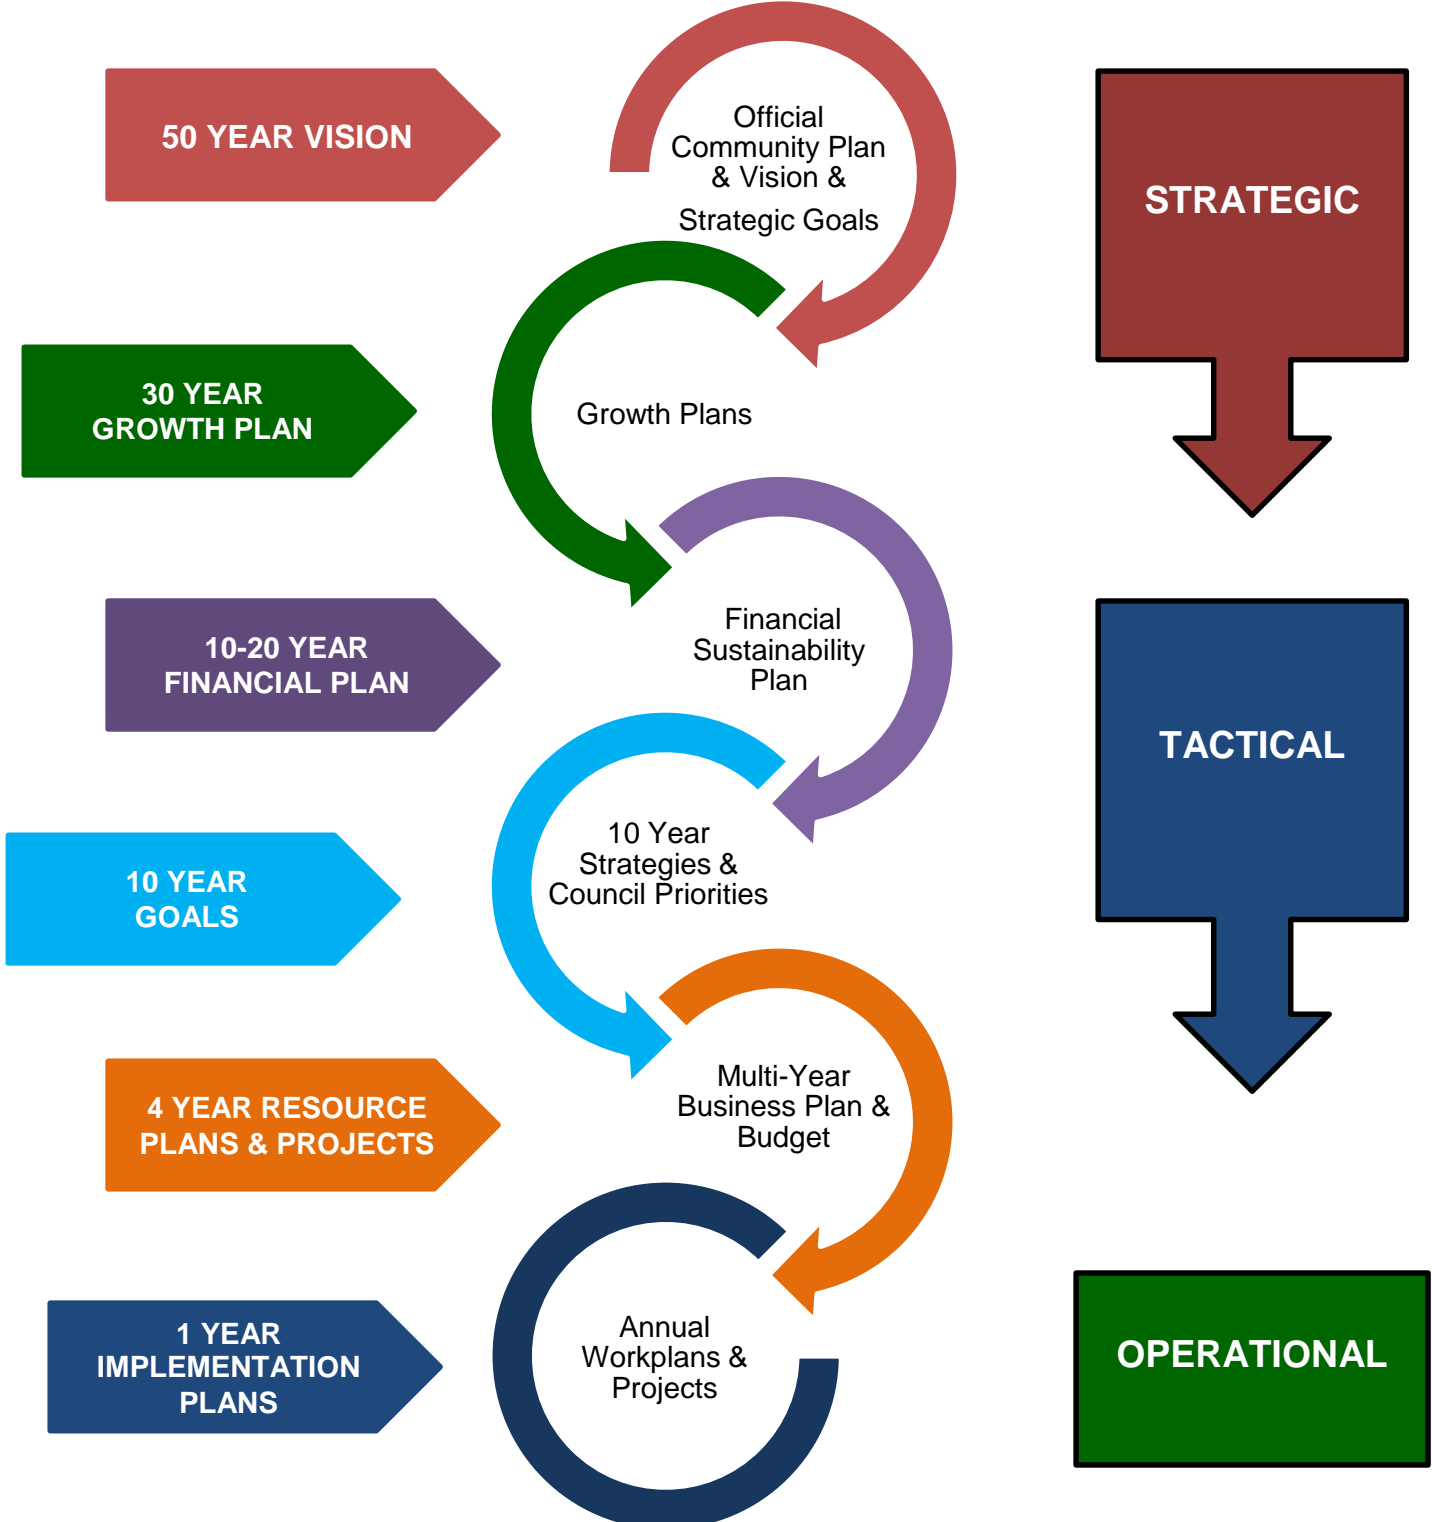 50 YEAR VISION
Official
Community Plan
& Vision &
Strategic Goals
STRATEGIC
30 YEAR
GROWTH PLAN
Growth Plans
10-20 YEAR
FINANCIAL PLAN
Financial
Sustainability
Plan
TACTICAL
10 YEAR
GOALS
10 Year
Strategies &
Council Priorities
4 YEAR RESOURCE
PLANS & PROJECTS
Multi-Year
Business Plan &
Budget
1 YEAR
IMPLEMENTATION
PLANS
Annual
Workplans &
Projects
OPERATIONAL